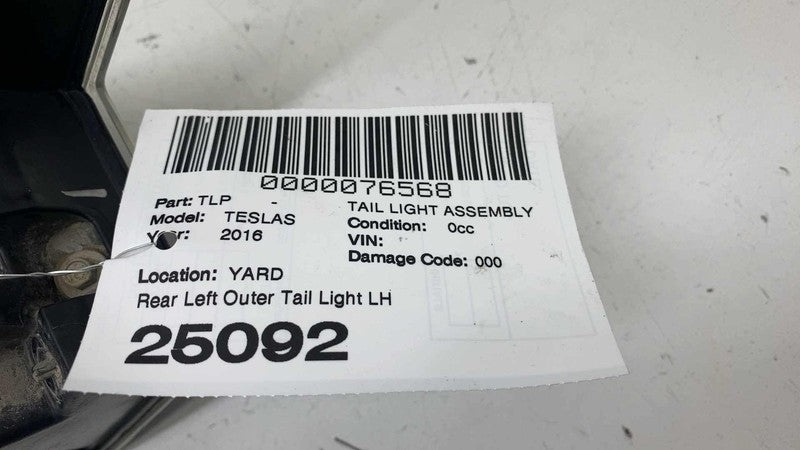 0000076568
Part: TLP - TAIL LIGHT ASSEMBLY
Model: TESLAS Condition: 0cc
Year: 2016 VIN:
Damage Code: 000
Location: YARD
Rear Left Outer Tail Light LH
25092